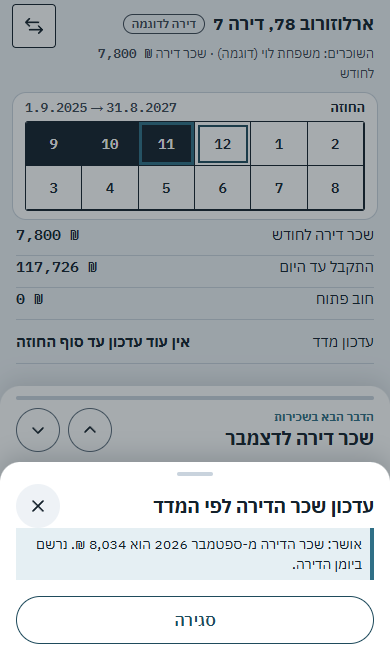 ארלוזורוב 78, דירה 7 דירה לדוגמה
השוכרים: משפחת לוי (דוגמה) · שכר דירה 7,800 ₪
לחודש
החוזה 1.9.2025 → 31.8.2027
9 10 11 12 1 2
3 4 5 6 7 8
שכר דירה לחודש 7,800 ₪
התקבל עד היום 117,726 ₪
חוב פתוח 0 ₪
עדכון מדד אין עוד עדכון עד סוף החוזה
הדבר הבא בשכירות
שכר דירה לדצמבר
עדכון שכר הדירה לפי המדד
אושר: שכר הדירה מ-ספטמבר 2026 הוא 8,034 ₪. נרשם
ביומן הדירה.
סגירה